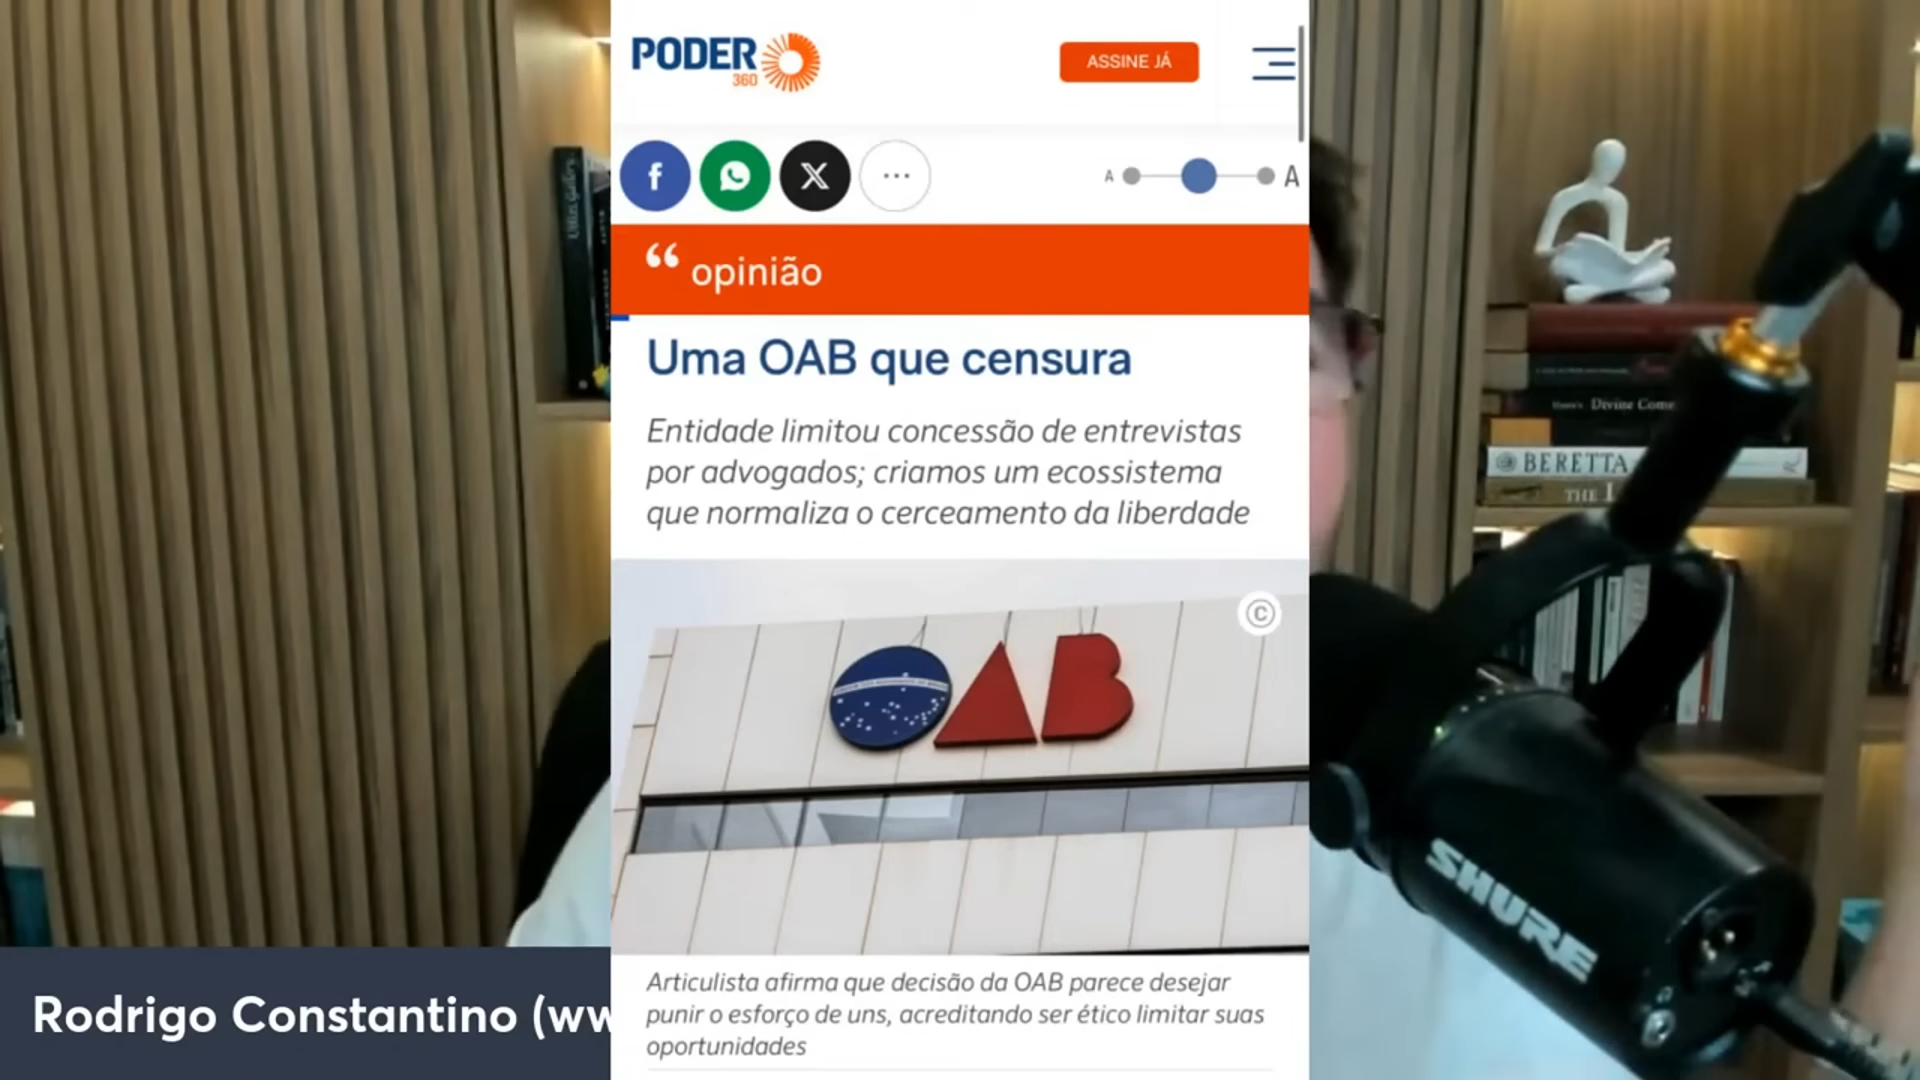 PODER
360
ASSINE JÁ
A A
opinião
Uma OAB que censura
Entidade limitou concessão de entrevistas
por advogados; criamos um ecossistema
que normaliza o cerceamento da liberdade
©
OAB
Articulista afirma que decisão da OAB parece desejar
punir o esforço de uns, acreditando ser ético limitar suas
oportunidades
Rodrigo Constantino (ww
Divine Come
BERETTA
THE
SHURE